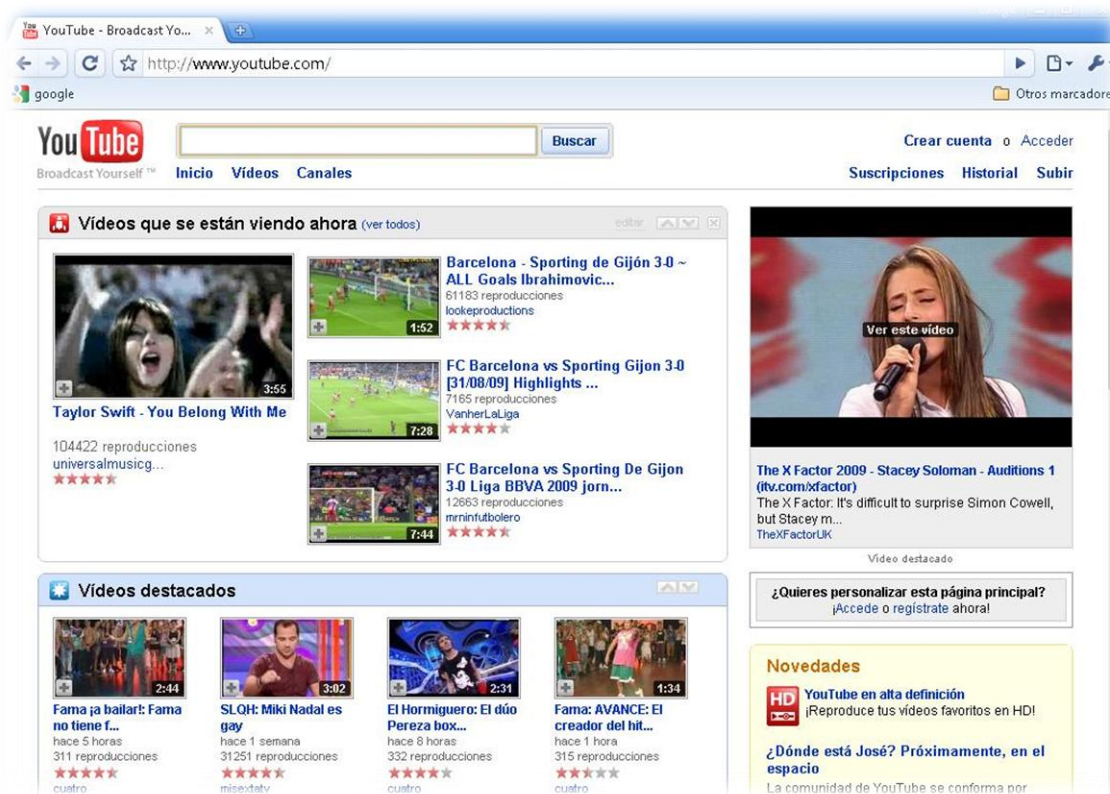 YouTube - Broadcast Yo...
http://www.youtube.com/
google
Otros marcadore
You Tube
Broadcast Yourself ™
Buscar
Crear cuenta o Acceder
Inicio Vídeos Canales
Suscripciones Historial Subir
Vídeos que se están viendo ahora (ver todos)
editar
3:55
Taylor Swift - You Belong With Me
104422 reproducciones
universalmusicg...
1:52
Barcelona - Sporting de Gijón 3-0 ~
ALL Goals Ibrahimovic...
61183 reproducciones
lookeproductions
7:28
FC Barcelona vs Sporting Gijon 3-0
[31/08/09] Highlights ...
7165 reproducciones
VanherLaLiga
7:44
FC Barcelona vs Sporting De Gijon
3-0 Liga BBVA 2009 jorn...
12663 reproducciones
mrninfutbolero
Ver este vídeo
The X Factor 2009 - Stacey Soloman - Auditions 1
(itv.com/xfactor)
The X Factor: It's difficult to surprise Simon Cowell,
but Stacey m...
TheXFactorUK
Vídeo destacado
¿Quieres personalizar esta página principal?
¡Accede o regístrate ahora!
Vídeos destacados
2:44
Fama ¡a bailar!: Fama
no tiene f...
hace 5 horas
311 reproducciones
cuatro
3:02
SLQH: Miki Nadal es
gay
hace 1 semana
31251 reproducciones
misextatv
2:31
El Hormiguero: El dúo
Pereza box...
hace 8 horas
332 reproducciones
cuatro
1:34
Fama: AVANCE: El
creador del hit...
hace 1 hora
315 reproducciones
cuatro
Novedades
HD
YouTube en alta definición
¡Reproduce tus vídeos favoritos en HD!
¿Dónde está José? Próximamente, en el
espacio
La comunidad de YouTube se conforma por